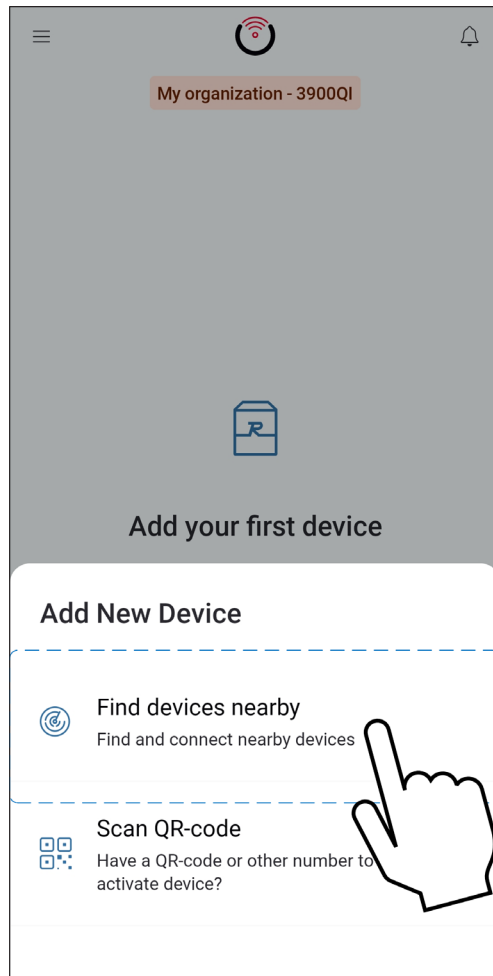 My organization - 3900QI
Add your first device
Add New Device
Find devices nearby
Find and connect nearby devices
Scan QR-code
Have a QR-code or other number to
activate device?